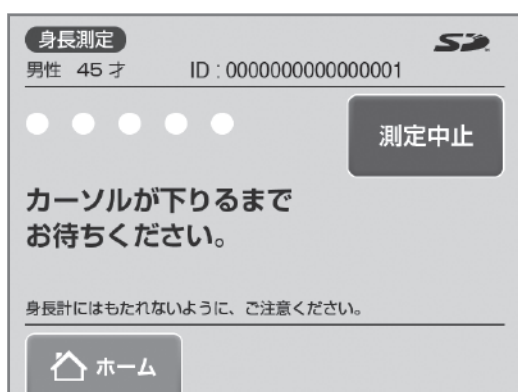 身長測定
SD
男性 45才 ID : 0000000000000001
測定中止
カーソルが下りるまで
お待ちください。
身長計にはもたれないように、ご注意ください。
ホーム